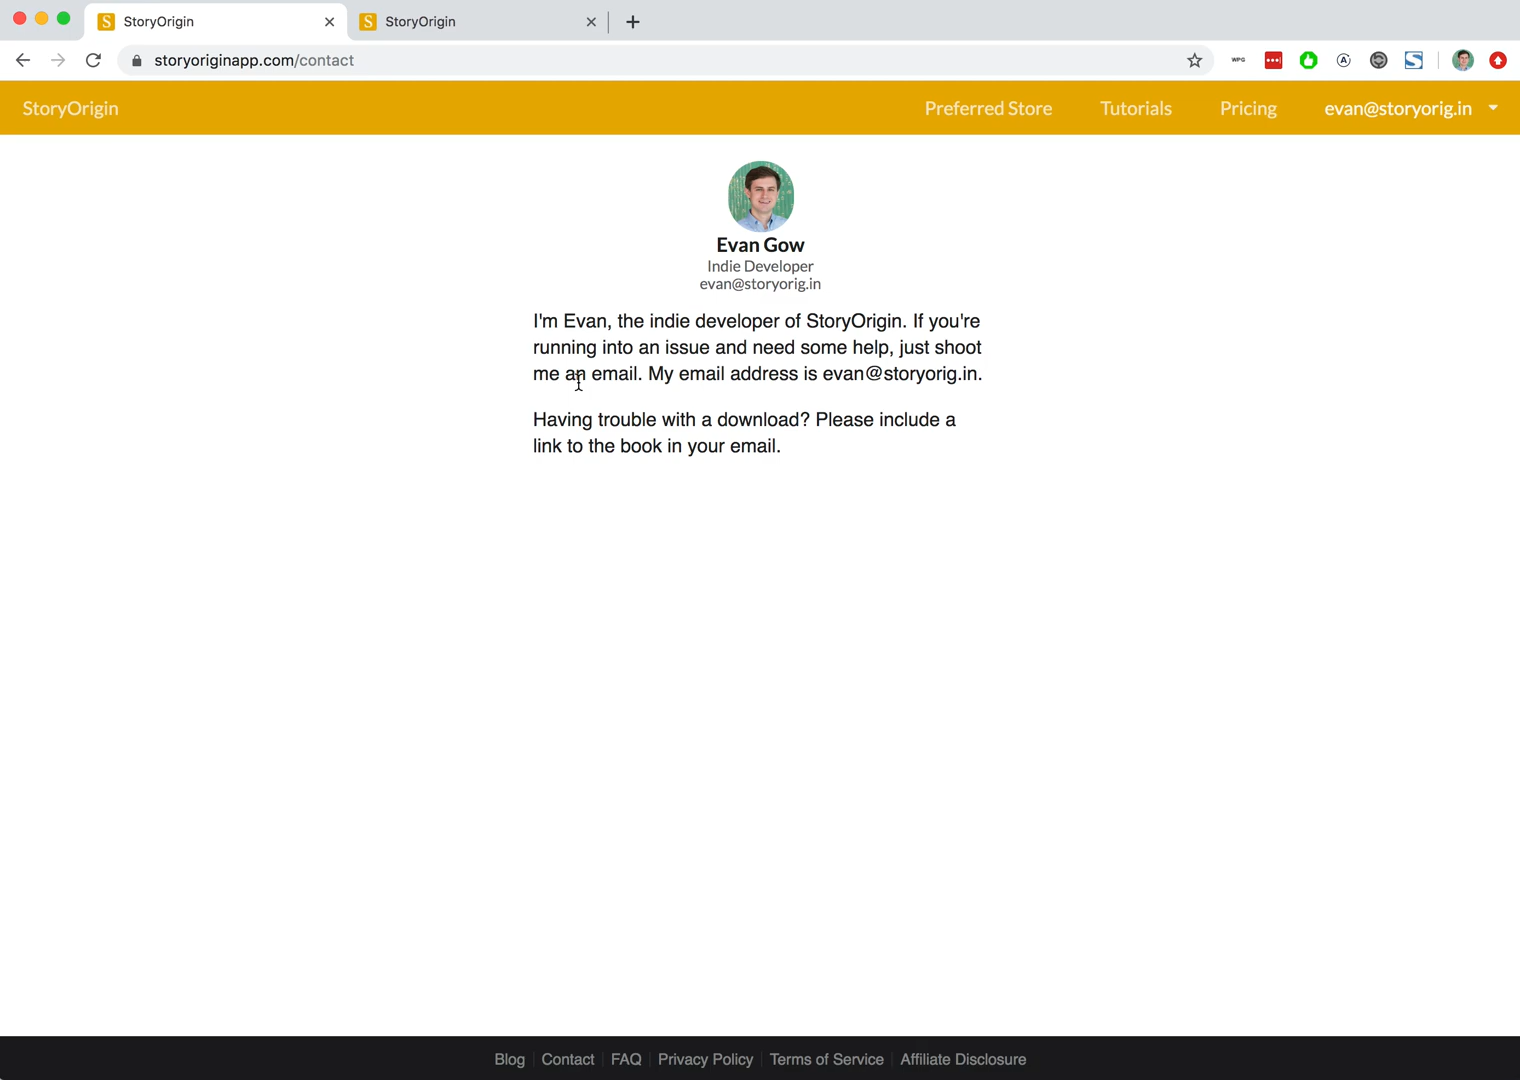 StoryOrigin
StoryOrigin
storyoriginapp.com/contact
WPG
StoryOrigin
Preferred Store
Tutorials
Pricing
evan@storyorig.in
Evan Gow
Indie Developer
evan@storyorig.in
I'm Evan, the indie developer of StoryOrigin. If you're
running into an issue and need some help, just shoot
me an email. My email address is evan@storyorig.in.
Having trouble with a download? Please include a
link to the book in your email.
Blog
Contact
FAQ
Privacy Policy
Terms of Service
Affiliate Disclosure